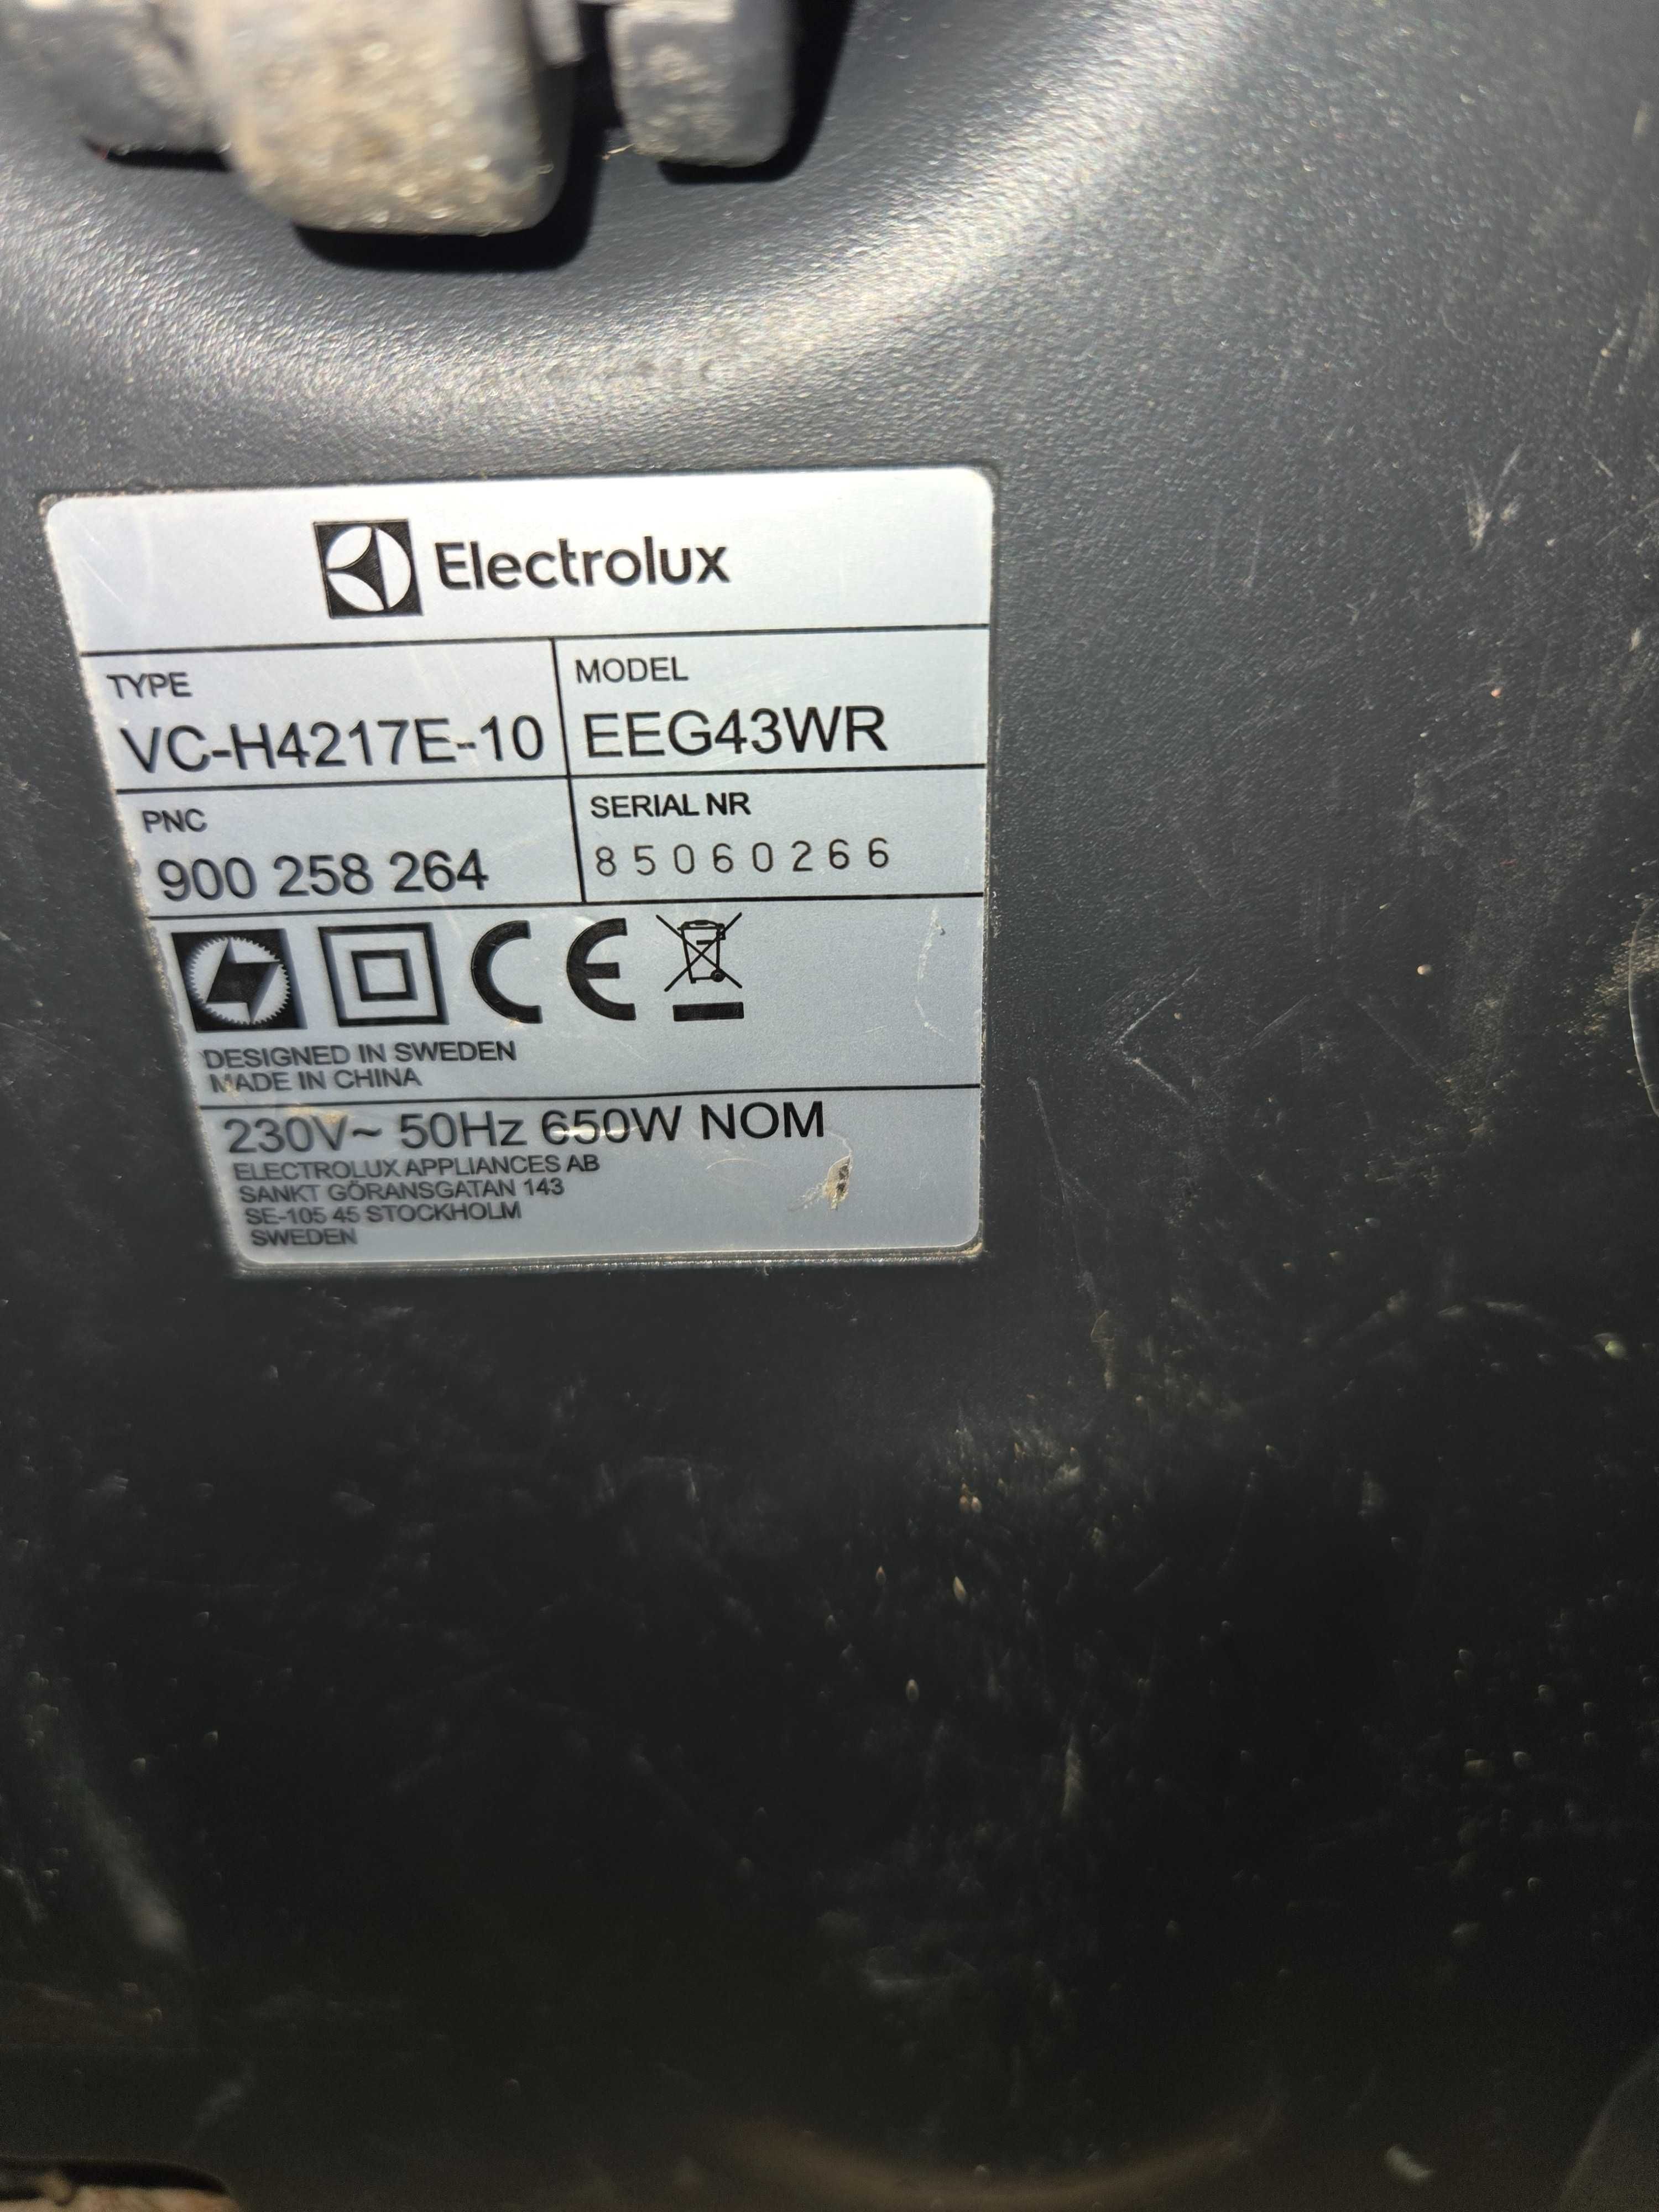 Electrolux
TYPE
VC-H4217E-10
MODEL
EEG43WR
PNC
900 258 264
SERIAL NR
85060266
CE
DESIGNED IN SWEDEN
MADE IN CHINA
230V~ 50Hz 650W NOM
ELECTROLUX APPLIANCES AB
SANKT GÖRANSGATAN 143
SE-105 45 STOCKHOLM
SWEDEN